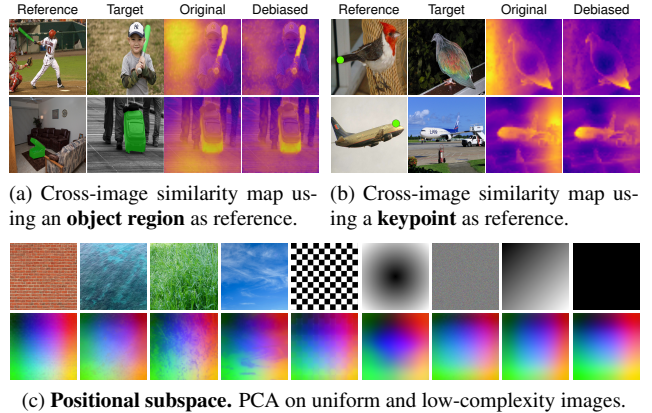 Reference Target Original Debiased
Reference Target Original Debiased
(a) Cross-image similarity map us-
ing an object region as reference.
(b) Cross-image similarity map us-
ing a keypoint as reference.
(c) Positional subspace. PCA on uniform and low-complexity images.